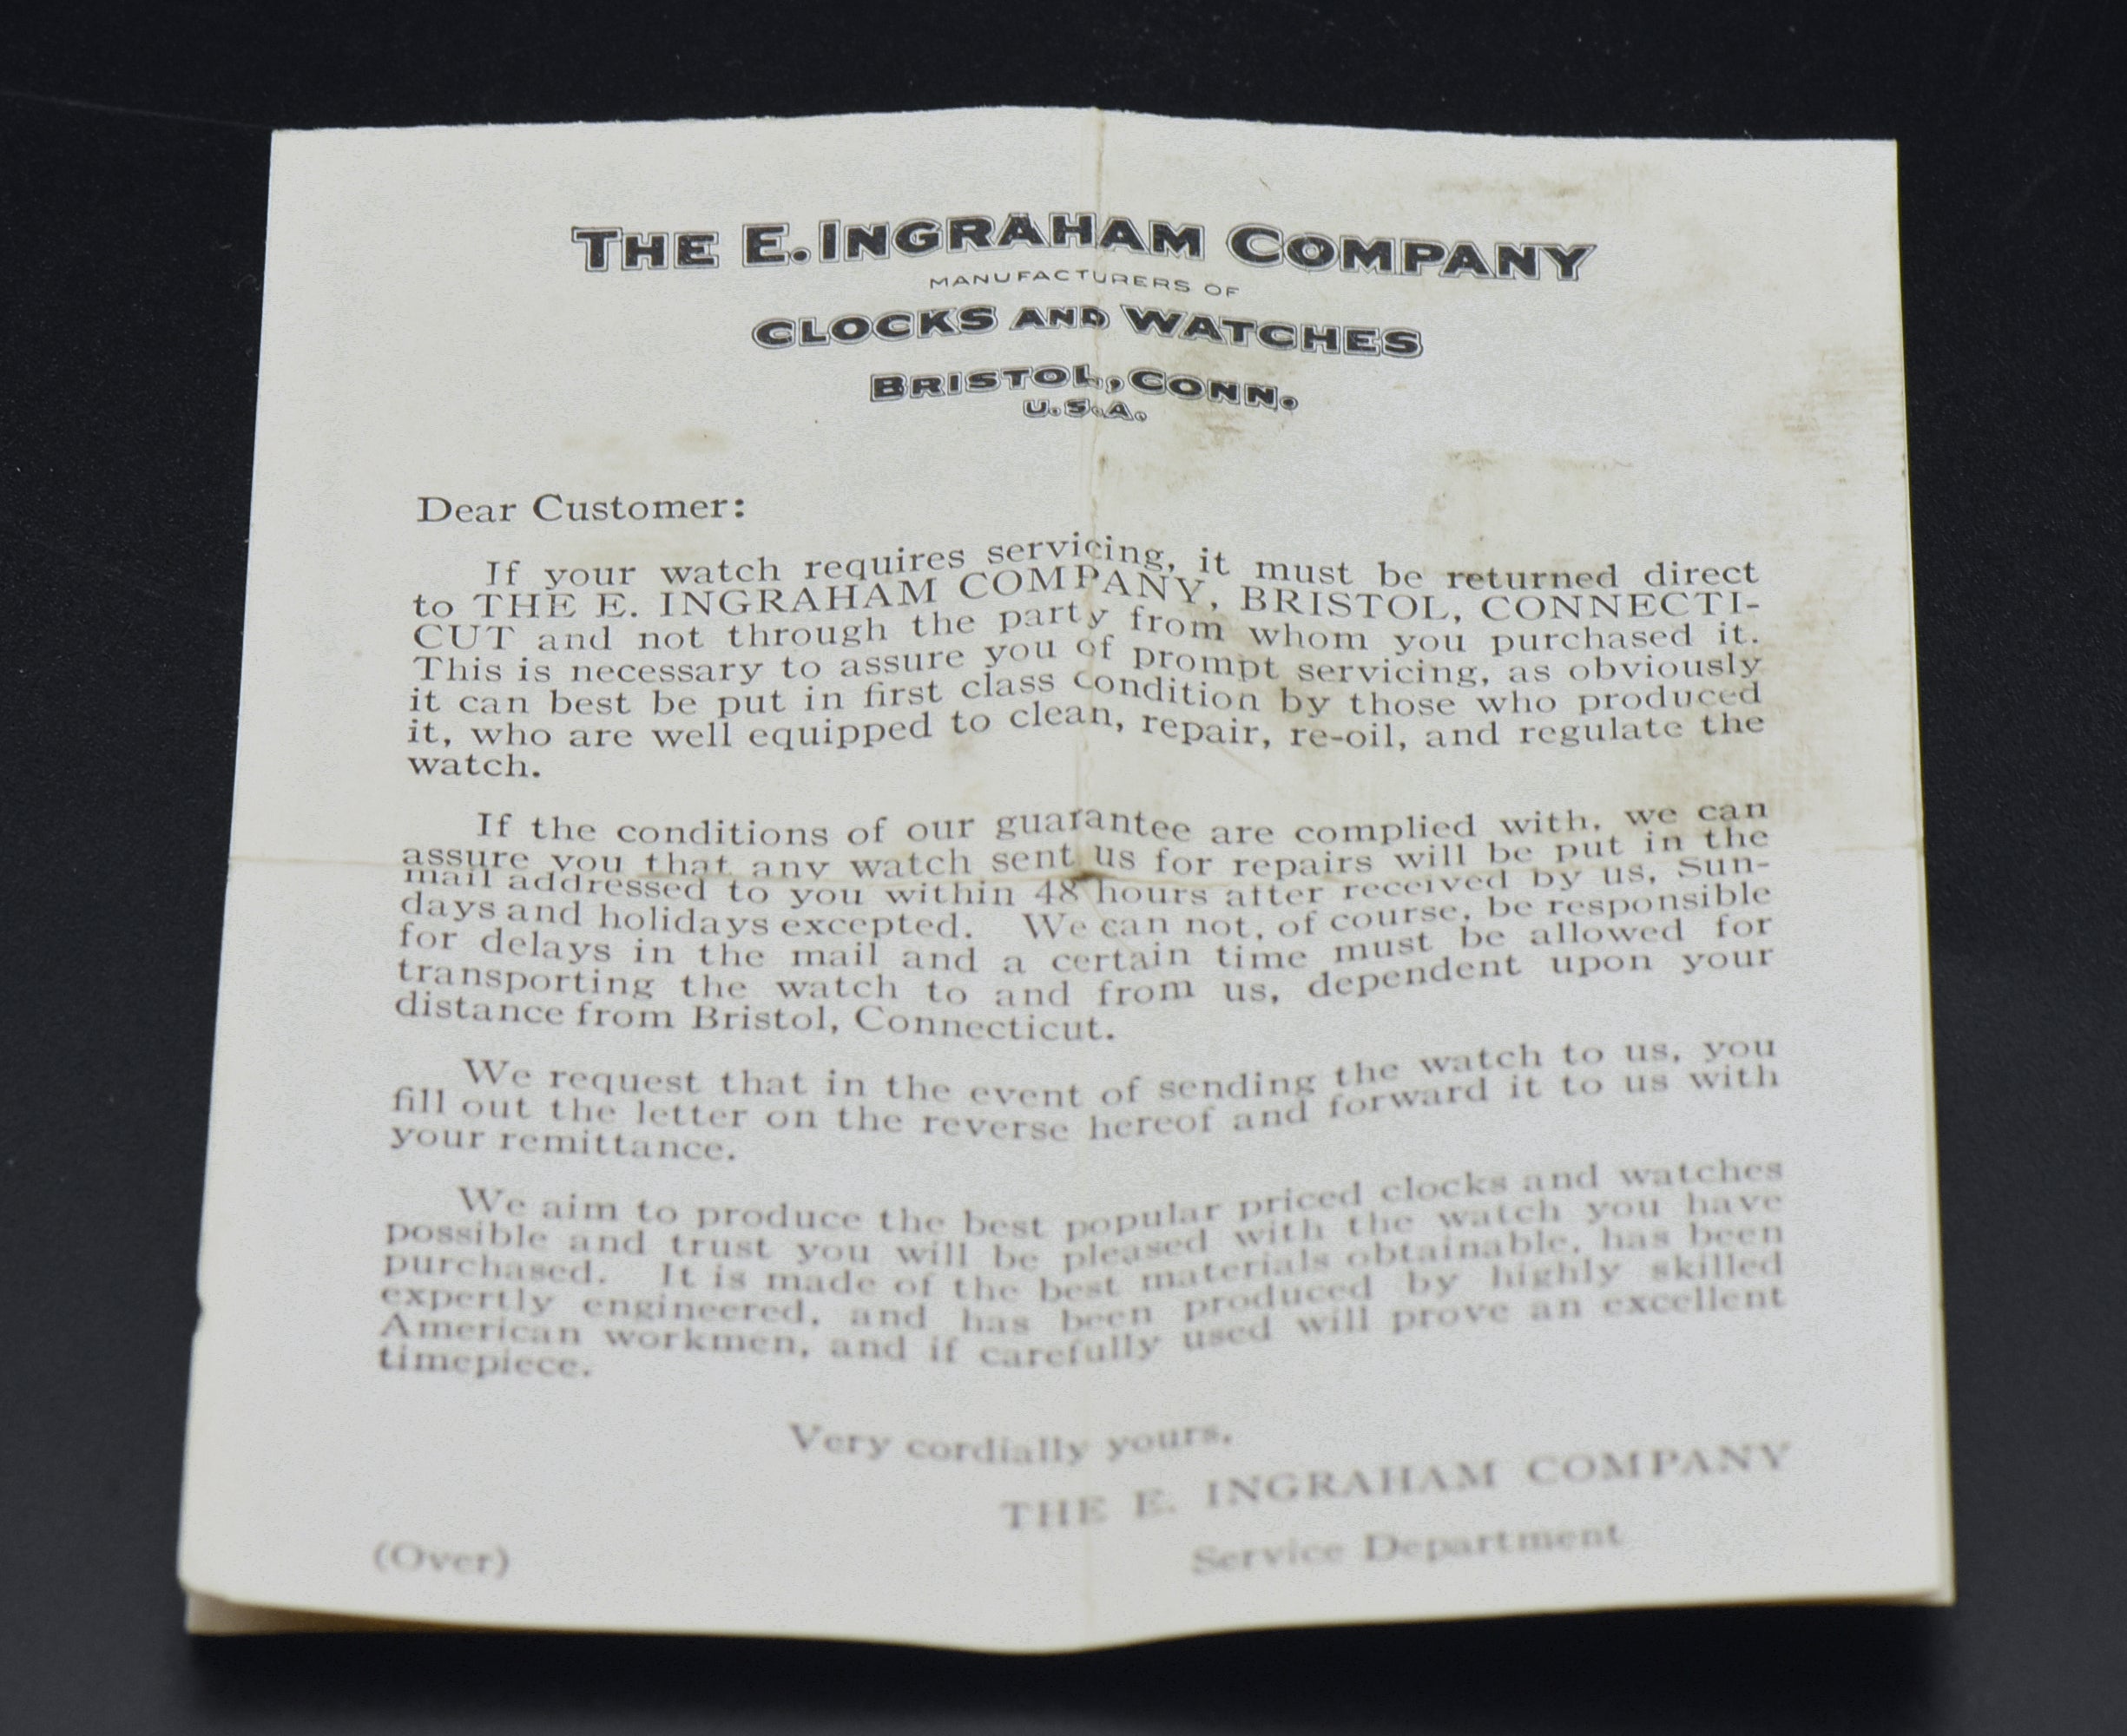 THE E. INGRAHAM COMPANY
MANUFACTURERS OF
CLOCKS AND WATCHES
BRISTOL, CONN.
U.S.A.
Dear Customer:
If your watch requires servicing, it must be returned direct
to THE E. INGRAHAM COMPANY, BRISTOL, CONNECTI-
CUT and not through the party from whom you purchased it.
This is necessary to assure you of prompt servicing, as obviously
it can best be put in first class condition by those who produced
it, who are well equipped to clean, repair, re-oil, and regulate the
watch.
If the conditions of our guarantee are complied with, we can
assure you that any watch sent us for repairs will be put in the
mail addressed to you within 48 hours after received by us, Sun-
days and holidays excepted. We can not, of course, be responsible
for delays in the mail and a certain time must be allowed for
transporting the watch to and from us, dependent upon your
distance from Bristol, Connecticut.
We request that in the event of sending the watch to us, you
fill out the letter on the reverse hereof and forward it to us with
your remittance.
We aim to produce the best popular priced clocks and watches
possible and trust you will be pleased with the watch you have
purchased. It is made of the best materials obtainable, has been
expertly engineered, and has been produced by highly skilled
American workmen, and if carefully used will prove an excellent
timepiece.
Very cordially yours,
THE E. INGRAHAM COMPANY
Service Department
(Over)